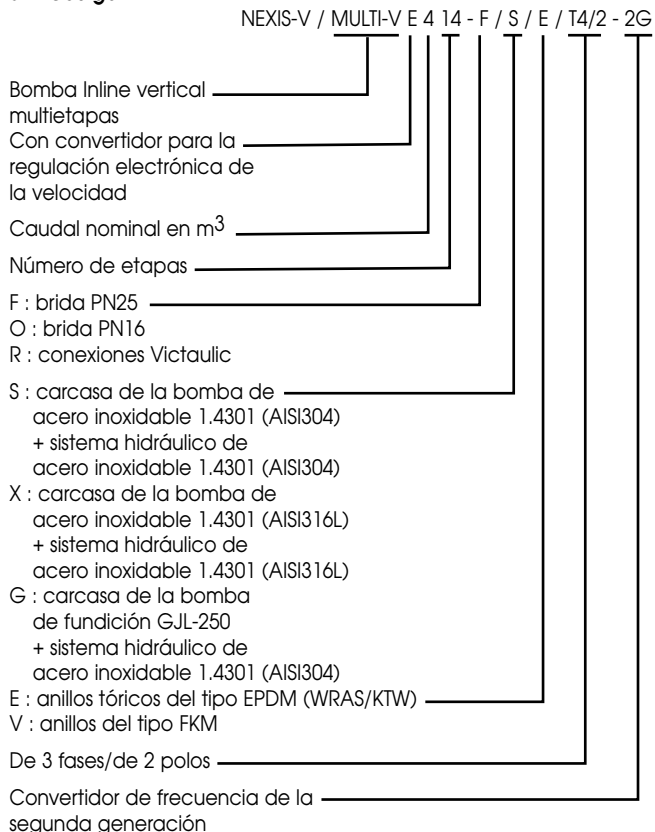 NEXIS-V / MULTI-V E 4 14 - F / S / E / T4/2 - 2G
Bomba Inline vertical
multietapas
Con convertidor para la
regulación electrónica de
la velocidad
Caudal nominal en m3
Número de etapas
F : brida PN25
O : brida PN16
R : conexiones Victaulic
S : carcasa de la bomba de
acero inoxidable 1.4301 (AISI304)
+ sistema hidráulico de
acero inoxidable 1.4301 (AISI304)
X : carcasa de la bomba de
acero inoxidable 1.4301 (AISI316L)
+ sistema hidráulico de
acero inoxidable 1.4301 (AISI316L)
G : carcasa de la bomba
de fundición GJL-250
+ sistema hidráulico de
acero inoxidable 1.4301 (AISI304)
E : anillos tóricos del tipo EPDM (WRAS/KTW)
V : anillos del tipo FKM
De 3 fases/de 2 polos
Convertidor de frecuencia de la
segunda generación